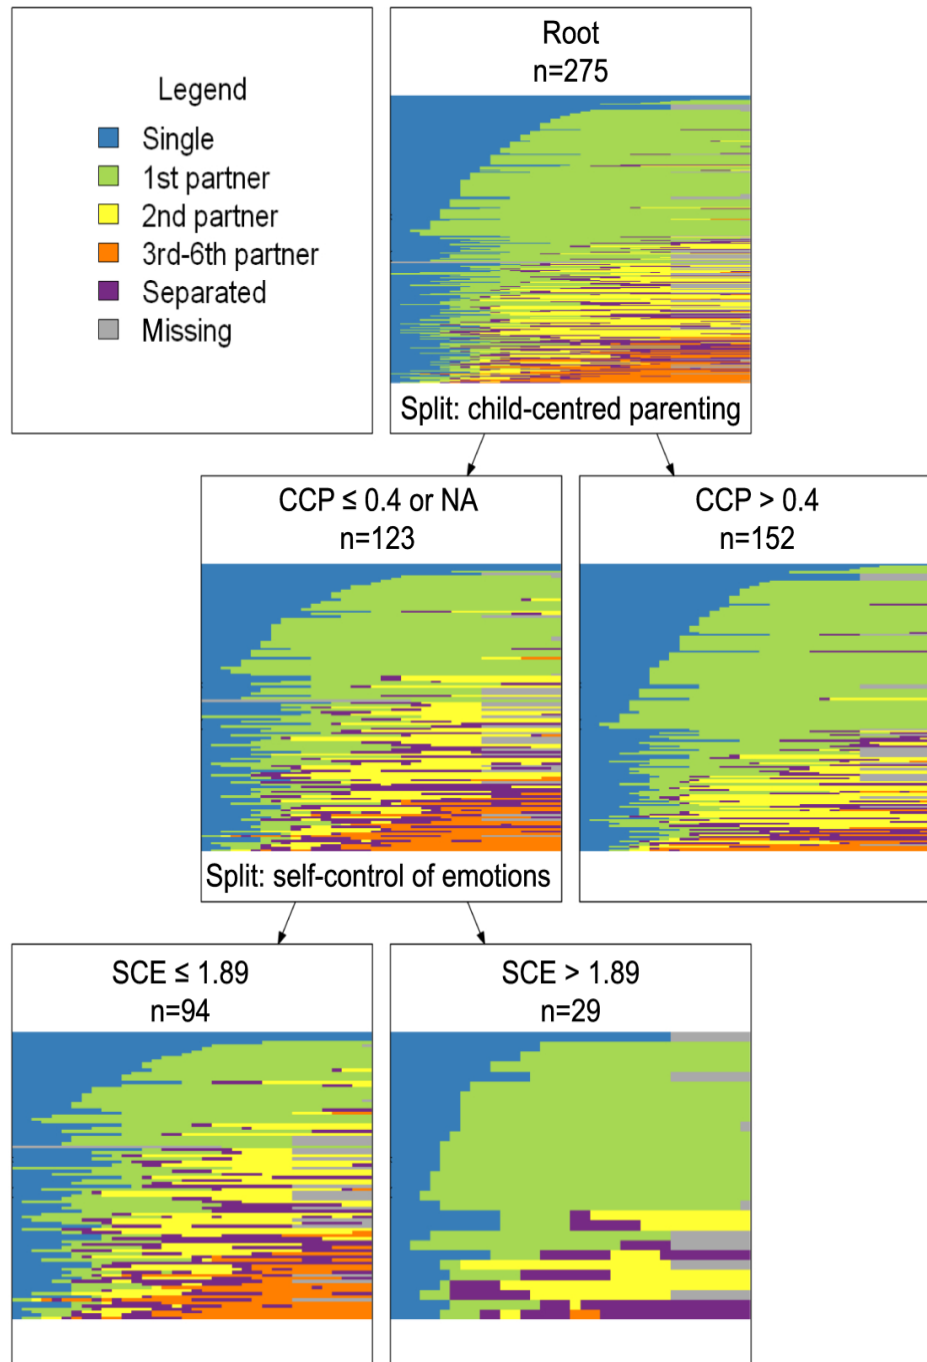 Legend
Single
1st partner
2nd partner
3rd-6th partner
Separated
Missing
Root
n=275
Split: child-centred parenting
CCP ≤ 0.4 or NA
n=123
Split: self-control of emotions
CCP > 0.4
n=152
SCE ≤ 1.89
n=94
SCE > 1.89
n=29